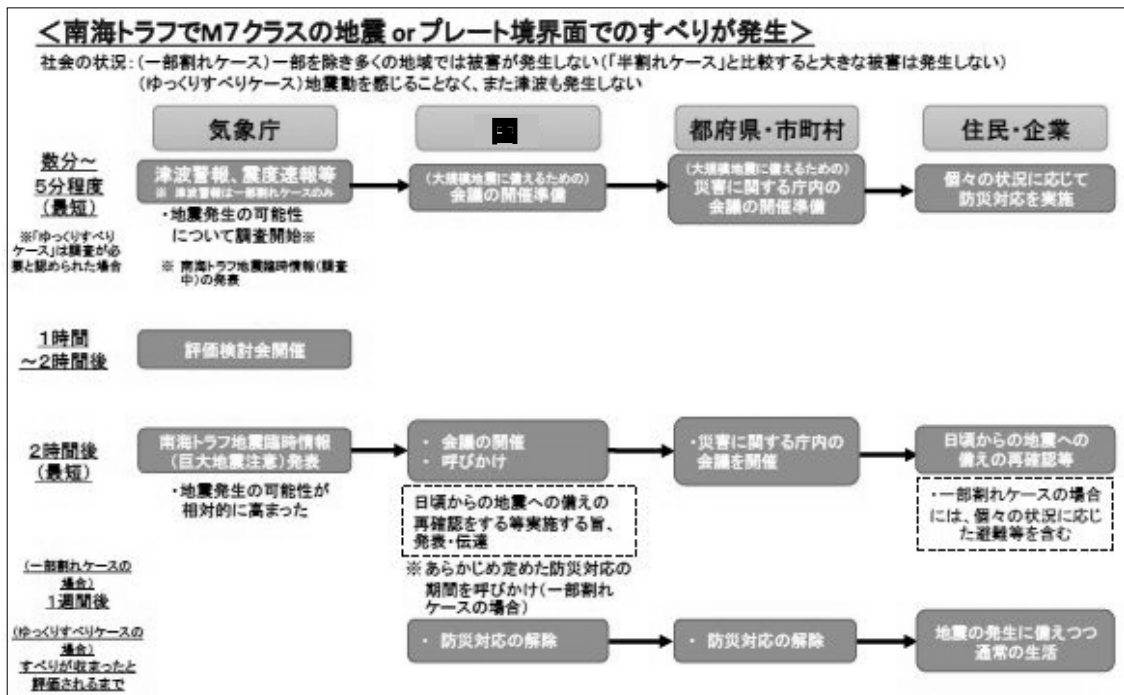 ＜南海トラフでM7クラスの地震 or プレート境界面でのすべりが発生＞
社会の状況：（一部割れケース）一部を除き多くの地域では被害が発生しない（「半割れケース」と比較すると大きな被害は発生しない）
（ゆっくりすべりケース）地震動を感じることなく、また津波も発生しない
気象庁
国
都府県・市町村
住民・企業
数分～
5分程度
（最短）
※「ゆっくりすべり
ケース」は調査が必
要と認められた場合
津波警報、震度速報等
※ 津波警報は一部割れケースのみ
・地震発生の可能性
について調査開始※
※ 南海トラフ地震臨時情報（調査
中）の発表
（大規模地震に備えるための）
会議の開催準備
（大規模地震に備えるための）
災害に関する庁内の
会議の開催準備
個々の状況に応じて
防災対応を実施
1時間
～2時間後
評価検討会開催
2時間後
（最短）
南海トラフ地震臨時情報
（巨大地震注意）発表
・地震発生の可能性が
相対的に高まった
・ 会議の開催
・ 呼びかけ
日頃からの地震への備えの
再確認をする等実施する旨、
発表・伝達
※あらかじめ定めた防災対応の
期間を呼びかけ（一部割れ
ケースの場合）
・災害に関する庁内の
会議を開催
日頃からの地震への
備えの再確認等
・一部割れケースの場合
には、個々の状況に応じ
た避難等を含む
（一部割れケースの
場合）
1週間後
（ゆっくりすべりケースの
場合）
すべりが収まったと
評価されるまで
・ 防災対応の解除
・ 防災対応の解除
地震の発生に備えつつ
通常の生活